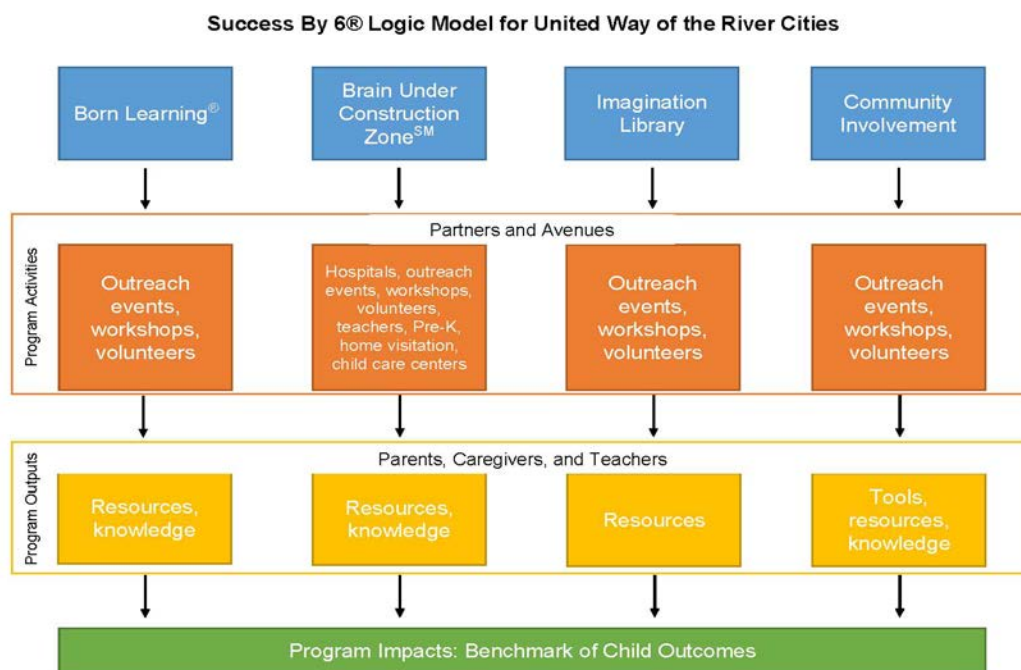 Success By 6® Logic Model for United Way of the River Cities
Born Learning®
Brain Under
Construction
Zone℠
Imagination
Library
Community
Involvement
Program Activities
Partners and Avenues
Outreach
events,
workshops,
volunteers
Hospitals, outreach
events, workshops,
volunteers,
teachers, Pre-K,
home visitation,
child care centers
Outreach
events,
workshops,
volunteers
Outreach
events,
workshops,
volunteers
Program Outputs
Parents, Caregivers, and Teachers
Resources,
knowledge
Resources,
knowledge
Resources
Tools,
resources,
knowledge
Program Impacts: Benchmark of Child Outcomes